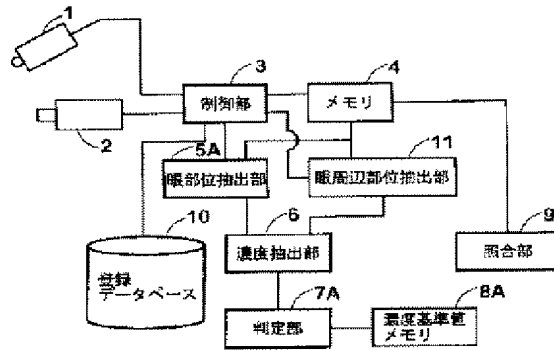 1
3
4
制御部
メモリ
2
5A
11
眼部位抽出部
眼周辺部位抽出部
10
6
9
登録
データベース
濃度抽出部
照合部
7A
8A
判定部
濃度基準値
メモリ